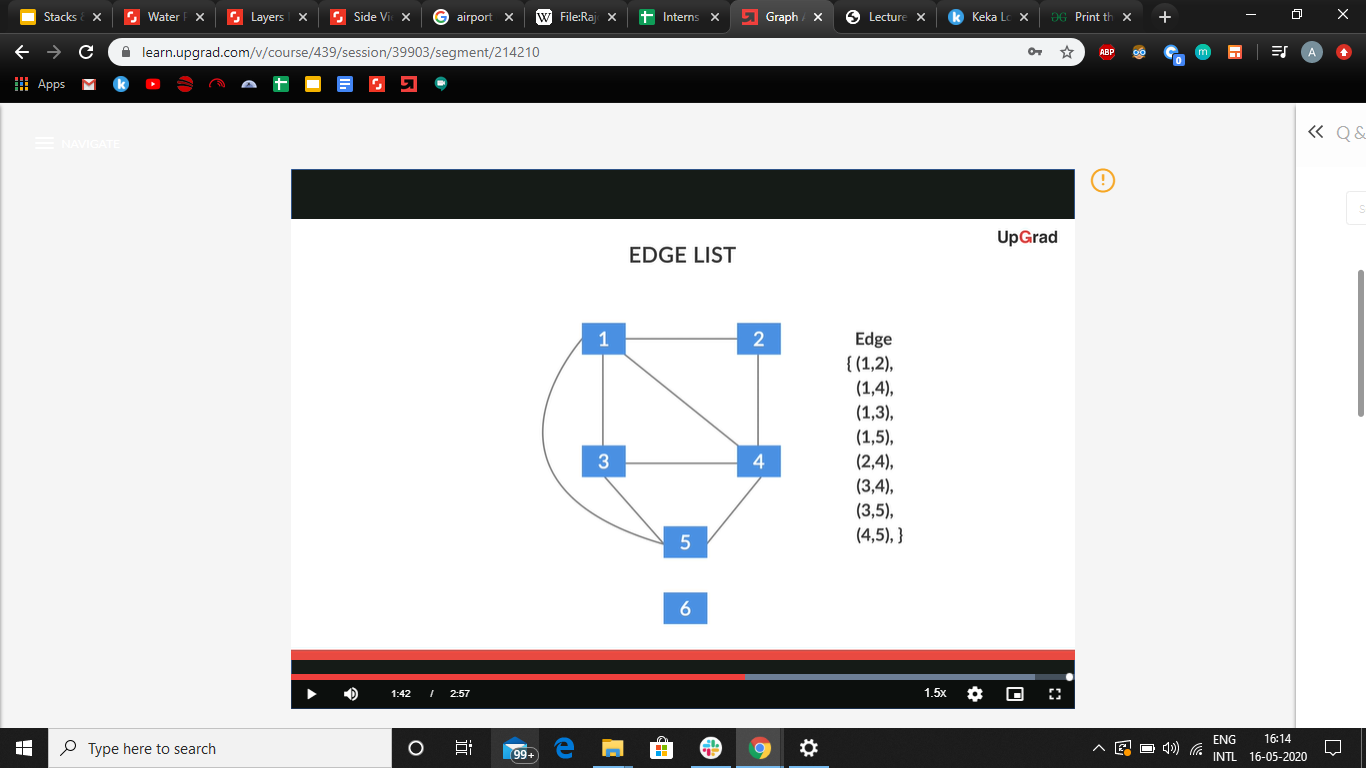 Stacks &
Water F
Layers
Side Vi
airport
File:Raj
Interns
Graph A
Lecture
Keka Lo
Print th
learn.upgrad.com/v/course/439/session/39903/segment/214210
ABP
0
m
A
Apps
NAVIGATE
Q &
UpGrad
EDGE LIST
1
2
3
4
5
6
Edge
{ (1,2),
(1,4),
(1,3),
(1,5),
(2,4),
(3,4),
(3,5),
(4,5), }
1:42 / 2:57
1.5x
Type here to search
99+
ENG
INTL
16:14
16-05-2020